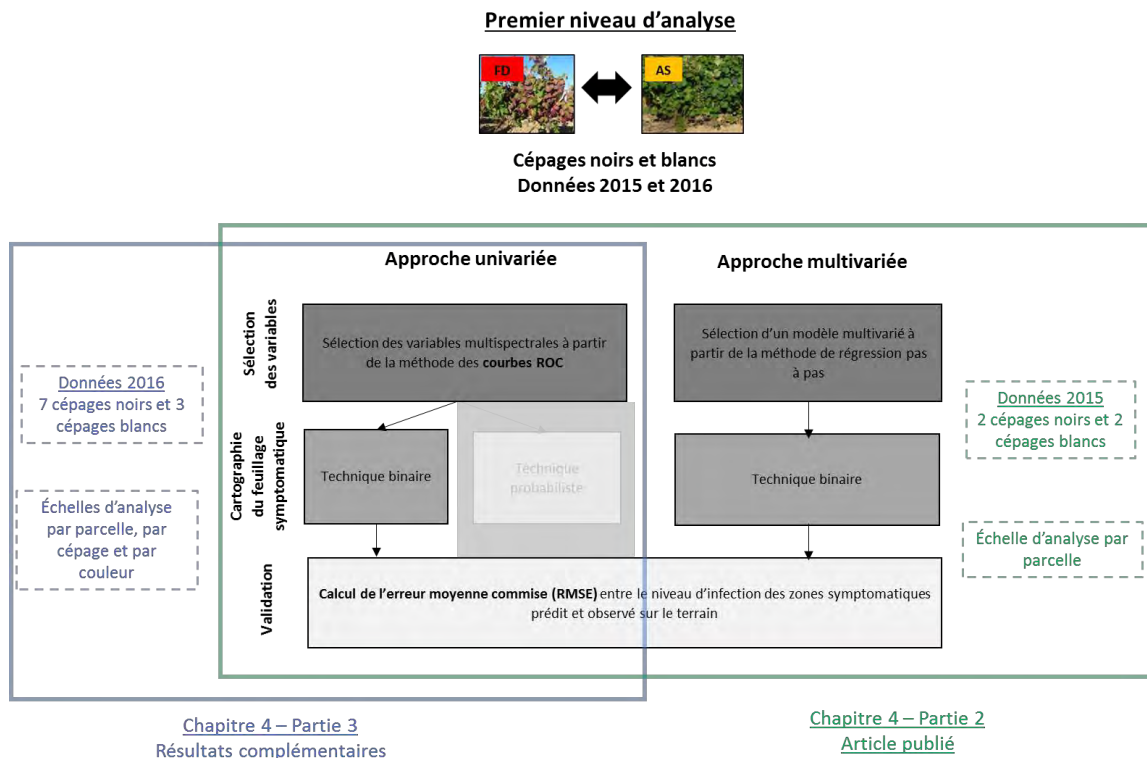 Premier niveau d’analyse
FD
AS
Cépages noirs et blancs
Données 2015 et 2016
Approche univariée
Approche multivariée
Sélection
des variables
Sélection des variables multispectrales à partir
de la méthode des courbes ROC
Sélection d’un modèle multivarié à
partir de la méthode de régression pas
à pas
Données 2016
7 cépages noirs et 3
cépages blancs
Données 2015
2 cépages noirs et 2
cépages blancs
Cartographie
du feuillage
symptomatique
Technique binaire
Technique
probabiliste
Technique binaire
Échelles d’analyse
par parcelle, par
cépage et par
couleur
Échelle d’analyse par
parcelle
Validation
Calcul de l’erreur moyenne commise (RMSE) entre le niveau d’infection des zones symptomatiques
prédit et observé sur le terrain
Chapitre 4 – Partie 3
Résultats complémentaires
Chapitre 4 – Partie 2
Article publié